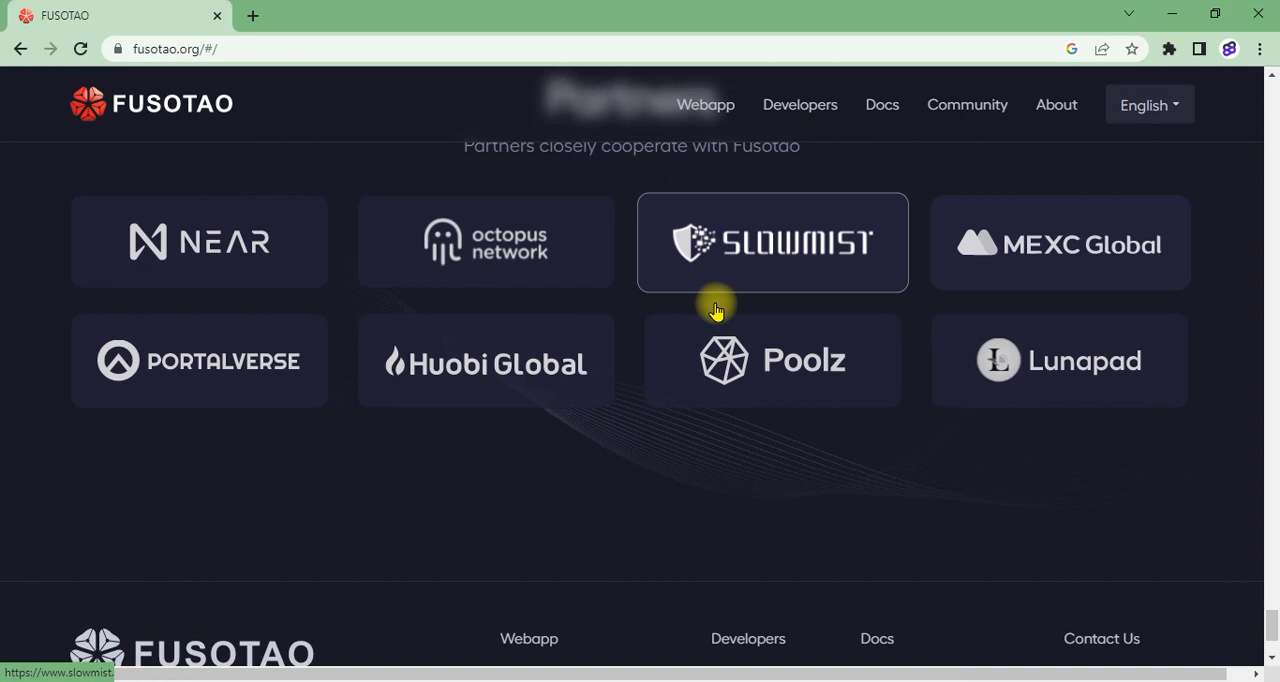 FUSOTAO
fusotao.org/#/
FUSOTAO
Partners
Webapp
Developers
Docs
Community
About
English
Partners closely cooperate with Fusotao
NEAR
octopus
network
SLOWMIST
MEXC Global
PORTALVERSE
Huobi Global
Poolz
Lunapad
FUSOTAO
Webapp
Developers
Docs
Contact Us
https://www.slowmist.